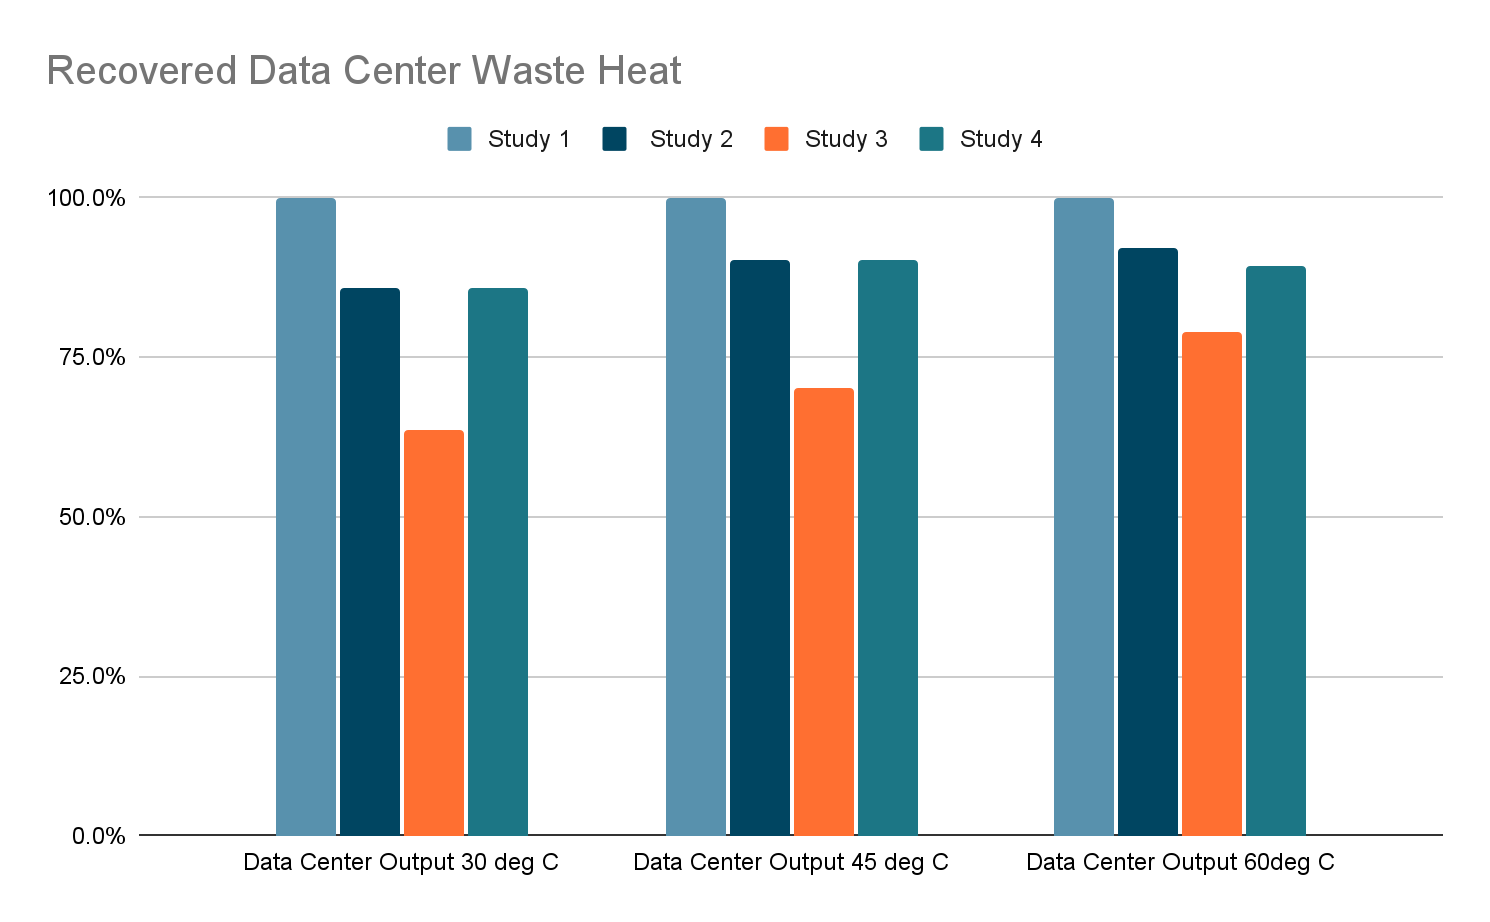 Recovered Data Center Waste Heat
Study 1 Study 2 Study 3 Study 4
100.0%
75.0%
50.0%
25.0%
0.0%
Data Center Output 30 deg C Data Center Output 45 deg C Data Center Output 60deg C